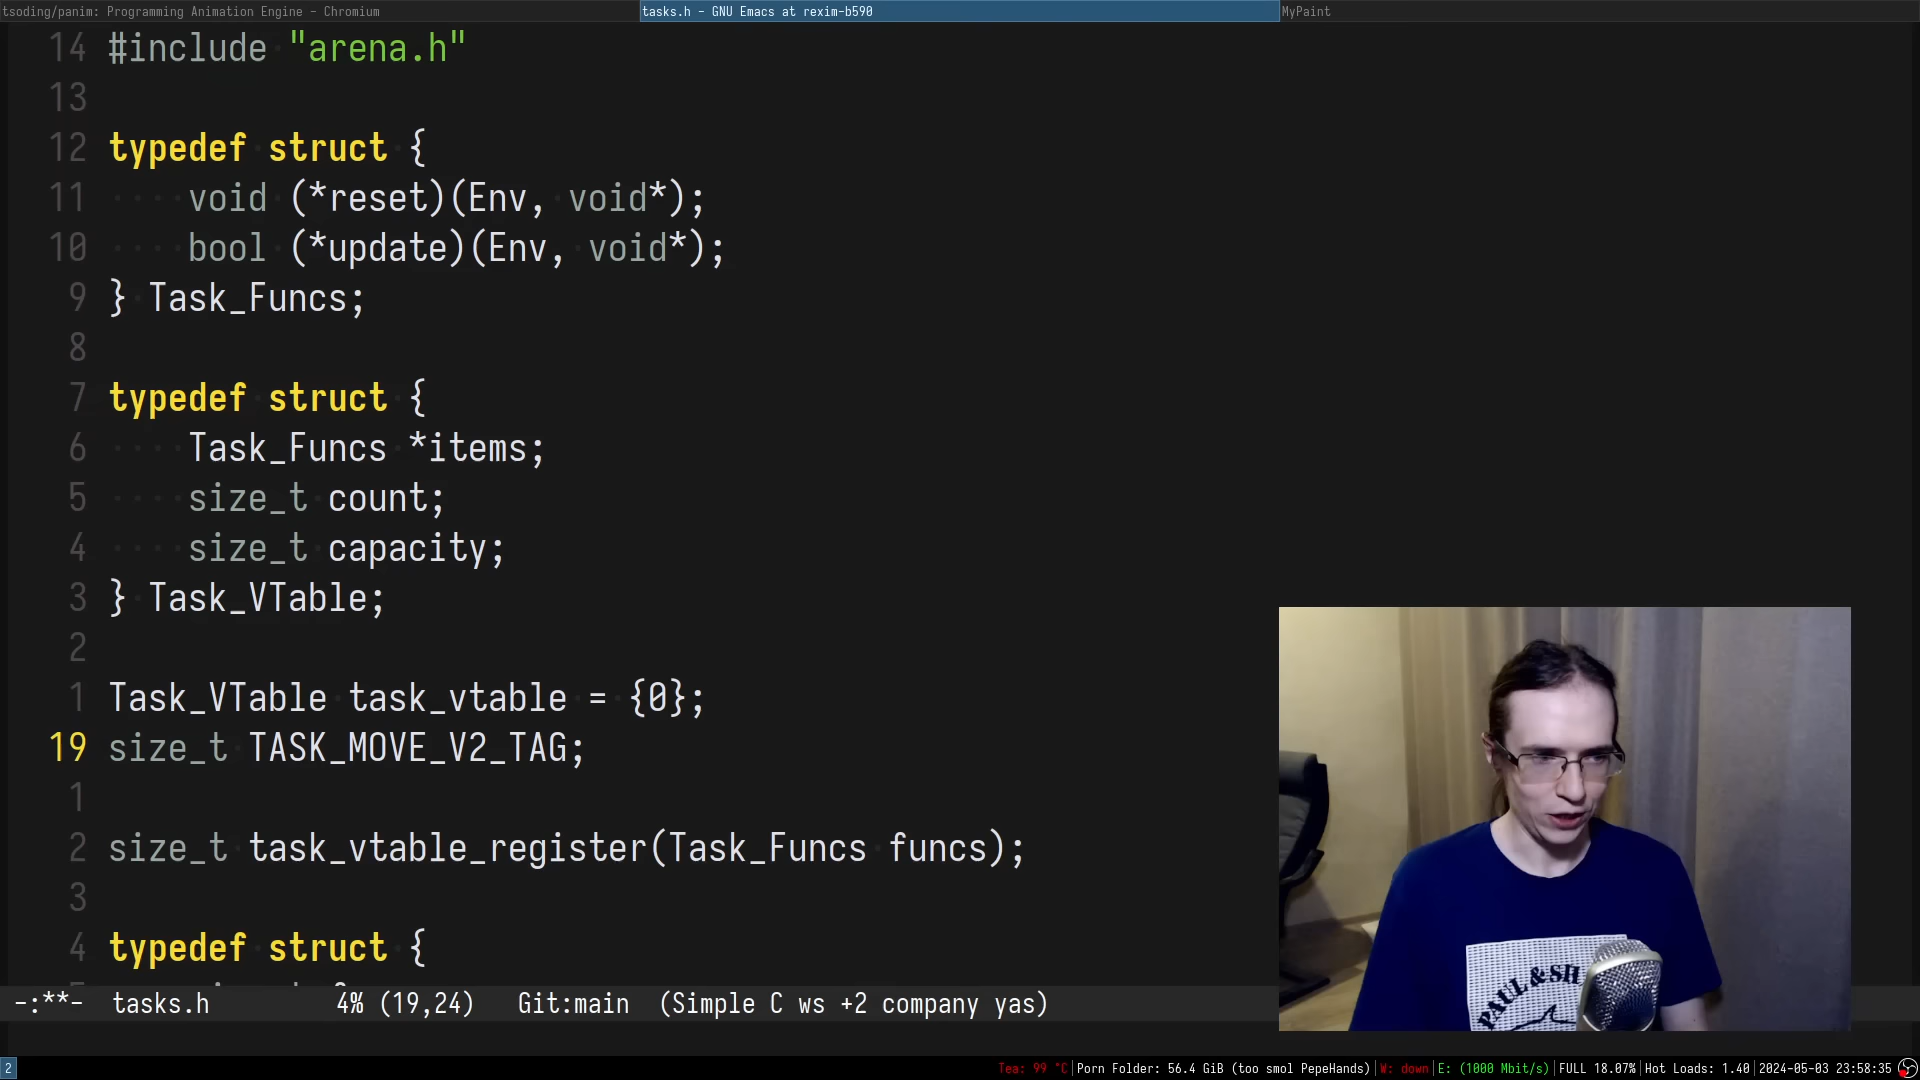 tsoding/panim: Programming Animation Engine - Chromium
tasks.h - GNU Emacs at rexim-b590
MyPaint
14 #include "arena.h"
13
12 typedef struct {
11 void (*reset)(Env, void*);
10 bool (*update)(Env, void*);
9 } Task_Funcs;
8
7 typedef struct {
6 Task_Funcs *items;
5 size_t count;
4 size_t capacity;
3 } Task_VTable;
2
1 Task_VTable task_vtable = {0};
19 size_t TASK_MOVE_V2_TAG;
1
2 size_t task_vtable_register(Task_Funcs funcs);
3
4 typedef struct {
-:**- tasks.h 4% (19,24) Git:main (Simple C ws +2 company yas)
PAUL & SH
2
Tea: 99 °C|Porn Folder: 56.4 GiB (too smol PepeHands)|W: down|E: (1000 Mbit/s)|FULL 18.07%|Hot Loads: 1.40|2024-05-03 23:58:35